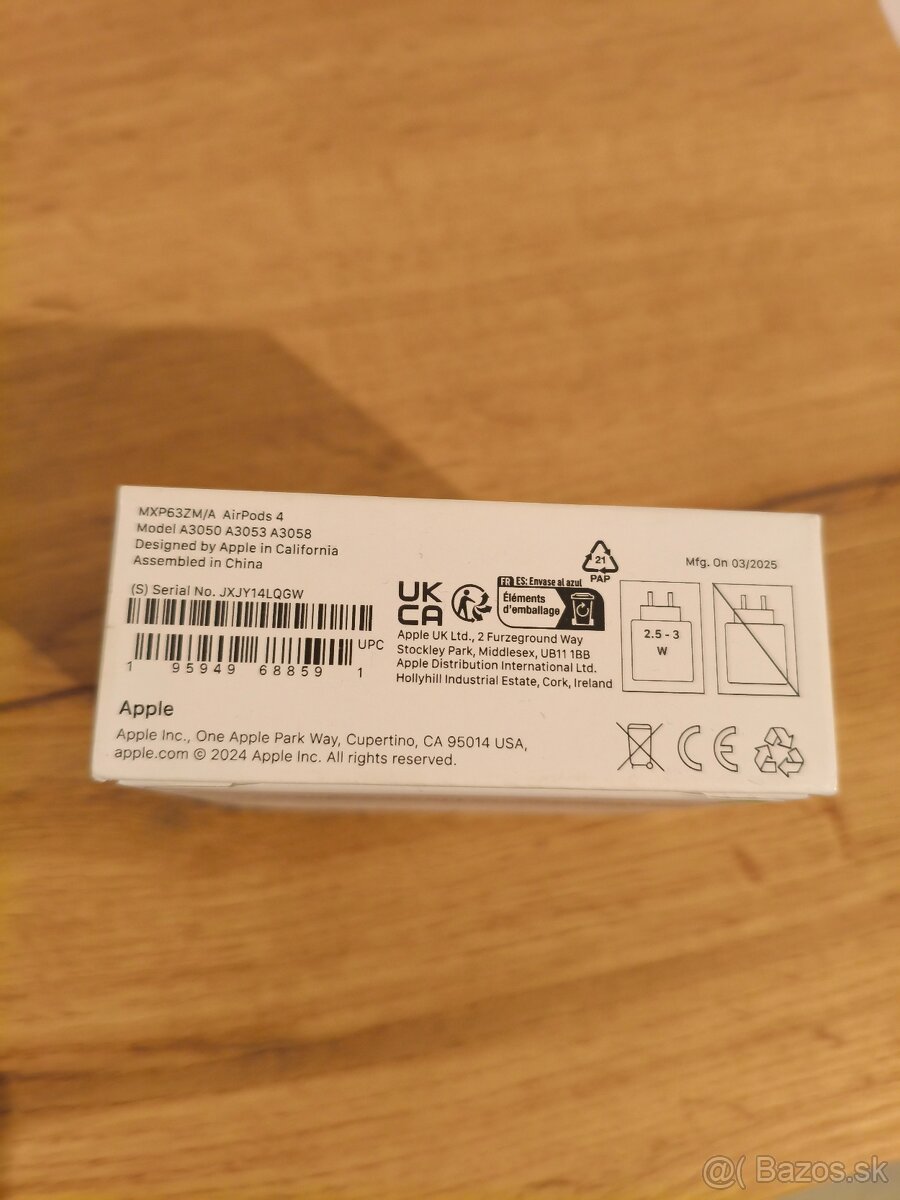 MXP63ZM/A AirPods 4
Model A3050 A3053 A3058
Designed by Apple in California
Assembled in China
(S) Serial No. JXJY14LQGW
UPC
1 95949 68859 1
UK
CA
FR ES: Envase al azul
Éléments
d'emballage
21
PAP
Apple UK Ltd., 2 Furzeground Way
Stockley Park, Middlesex, UB11 1BB
Apple Distribution International Ltd.
Hollyhill Industrial Estate, Cork, Ireland
Mfg. On 03/2025
2.5 - 3
W
Apple
Apple Inc., One Apple Park Way, Cupertino, CA 95014 USA,
apple.com © 2024 Apple Inc. All rights reserved.
CE
@( Bazos.sk